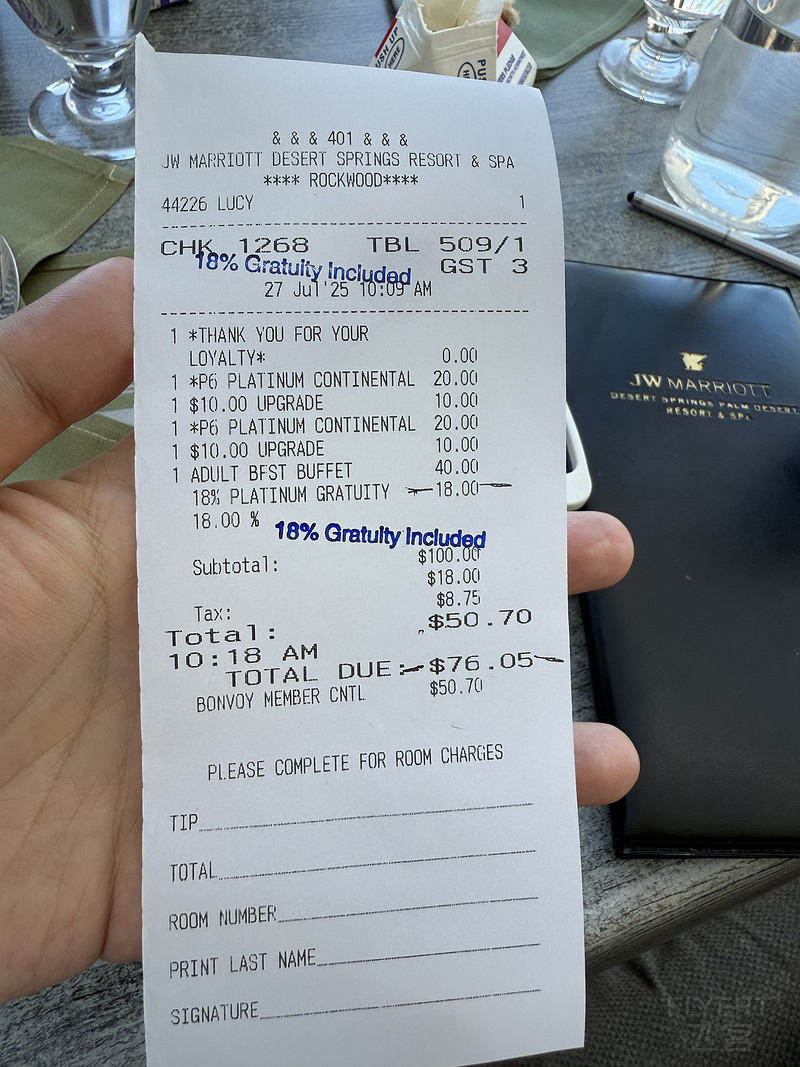 & & & 401 & & &
JW MARRIOTT DESERT SPRINGS RESORT & SPA
**** ROCKWOOD****
44226 LUCY 1
CHK 1268 TBL 509/1
18% Gratuity Included GST 3
27 Jul'25 10:09 AM
1 *THANK YOU FOR YOUR
LOYALTY* 0.00
1 *P6 PLATINUM CONTINENTAL 20.00
1 $10.00 UPGRADE 10.00
1 *P6 PLATINUM CONTINENTAL 20.00
1 $10.00 UPGRADE 10.00
1 ADULT BFST BUFFET 40.00
18% PLATINUM GRATUITY 18.00
18.00 %
18% Gratuity Included
Subtotal: $100.00
$18.00
Tax: $8.75
Total: $50.70
10:18 AM
TOTAL DUE: $76.05
BONVOY MEMBER CNTL $50.70
PLEASE COMPLETE FOR ROOM CHARGES
TIP
TOTAL
ROOM NUMBER
PRINT LAST NAME
SIGNATURE
JW MARRIOTT
DESERT SPRINGS PALM DESERT
RESORT & SPA
PUSH UP
HERE
FLYERT